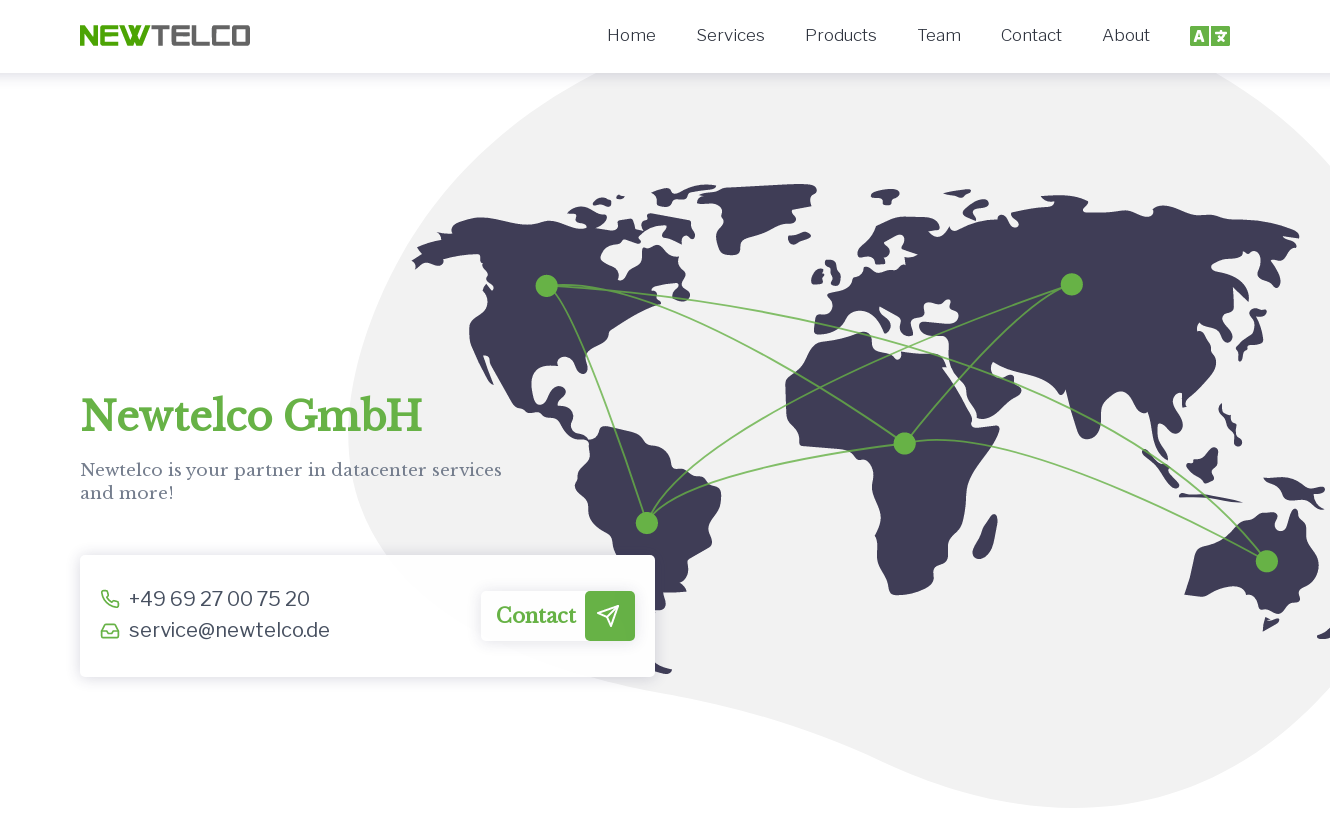 NEWTELCO
Home Services Products Team Contact About
A 文
Newtelco GmbH
Newtelco is your partner in datacenter services
and more!
+49 69 27 00 75 20
service@newtelco.de
Contact